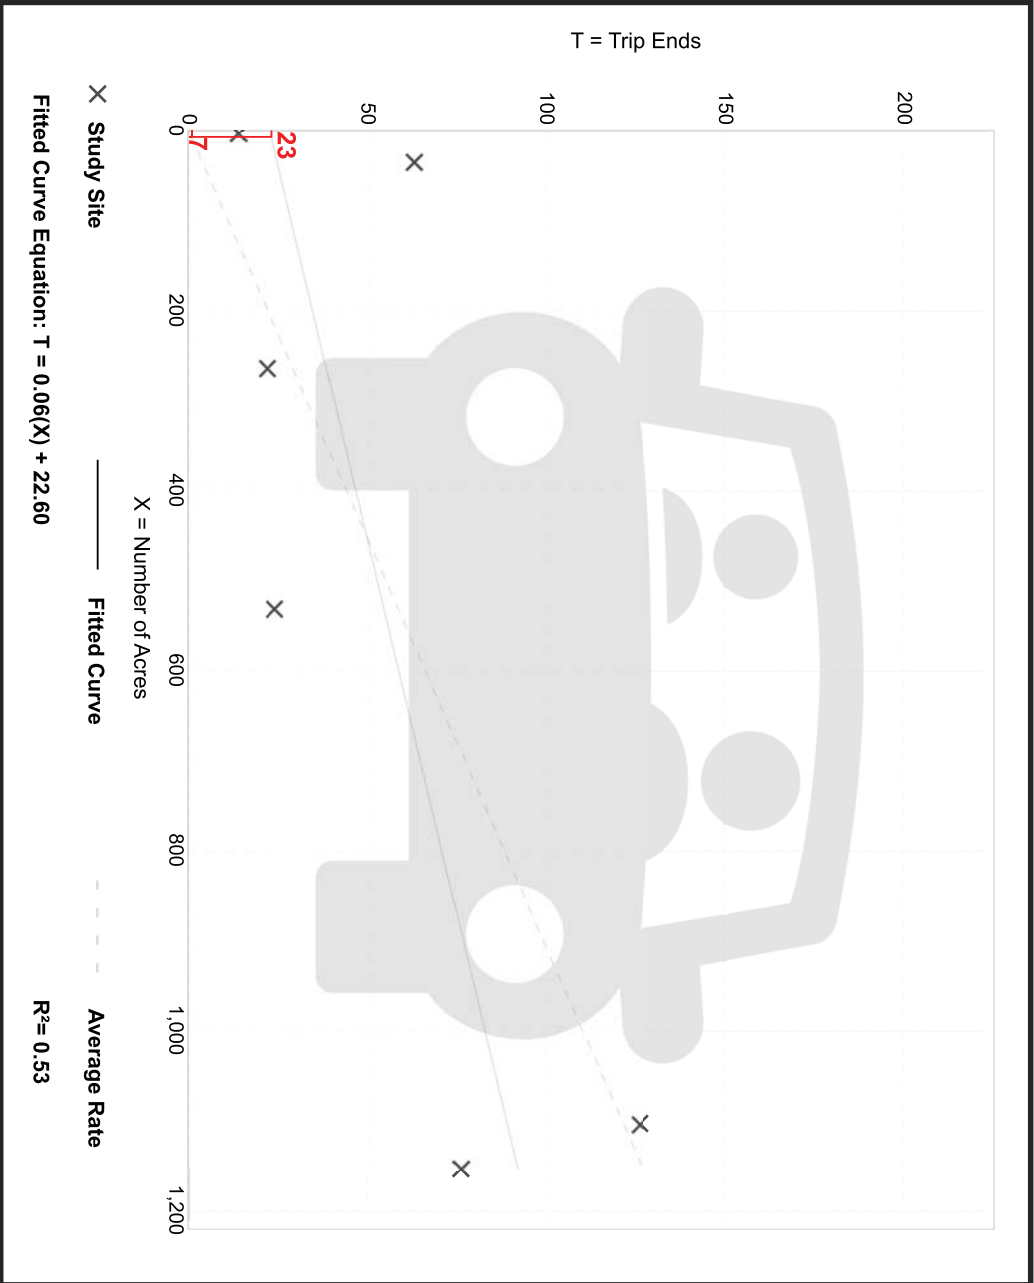 T = Trip Ends
200
150
100
50
0
0
200
400
600
800
1,000
1,200
23
7
X = Number of Acres
Study Site
Fitted Curve
Average Rate
Fitted Curve Equation: T = 0.06(X) + 22.60
R²= 0.53